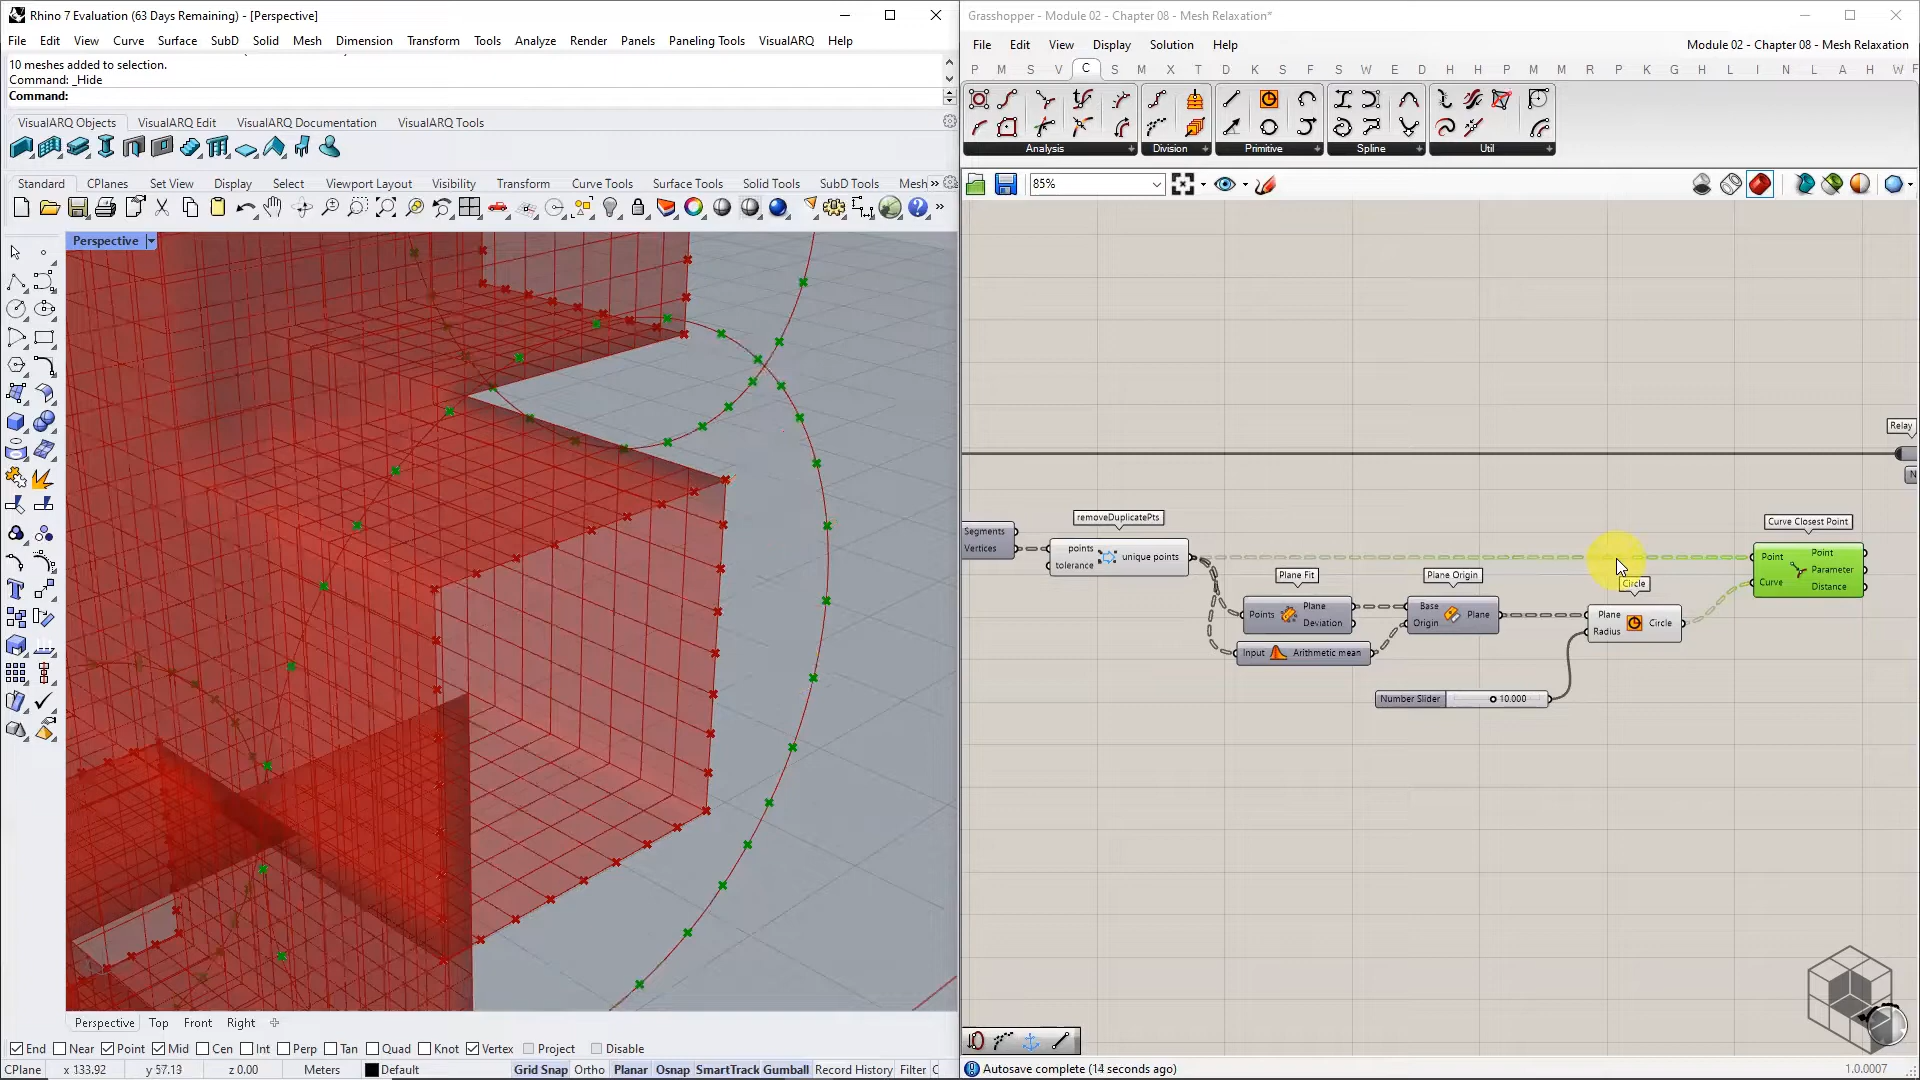 Rhino 7 Evaluation (63 Days Remaining) - [Perspective]
File Edit View Curve Surface SubD Solid Mesh Dimension Transform Tools Analyze Render Panels Paneling Tools VisualARQ Help
10 meshes added to selection.
Command: _Hide
Command:
VisualARQ Objects VisualARQ Edit VisualARQ Documentation VisualARQ Tools
Standard CPlanes Set View Display Select Viewport Layout Visibility Transform Curve Tools Surface Tools Solid Tools SubD Tools Mesh »
Perspective
Perspective Top Front Right
End Near Point Mid Cen Int Perp Tan Quad Knot Vertex Project Disable
CPlane x 133.92 y 57.13 z 0.00 Meters Default Grid Snap Ortho Planar Osnap SmartTrack Gumball Record History Filter C
Grasshopper - Module 02 - Chapter 08 - Mesh Relaxation*
File Edit View Display Solution Help
Module 02 - Chapter 08 - Mesh Relaxation
P M S V C S M X T D K S F S W E D H H P M M R P K G H L I N L A H W F
Analysis Division Primitive Spline Util
85%
Relay
N
removeDuplicatePts
Segments
Vertices
points
tolerance
unique points
Plane Fit
Points
Plane
Deviation
Input Arithmetic mean
Plane Origin
Base
Origin
Plane
Circle
Plane
Radius
Circle
Number Slider 10.000
Curve Closest Point
Point
Curve
Point
Parameter
Distance
Autosave complete (14 seconds ago)
1.0.0007